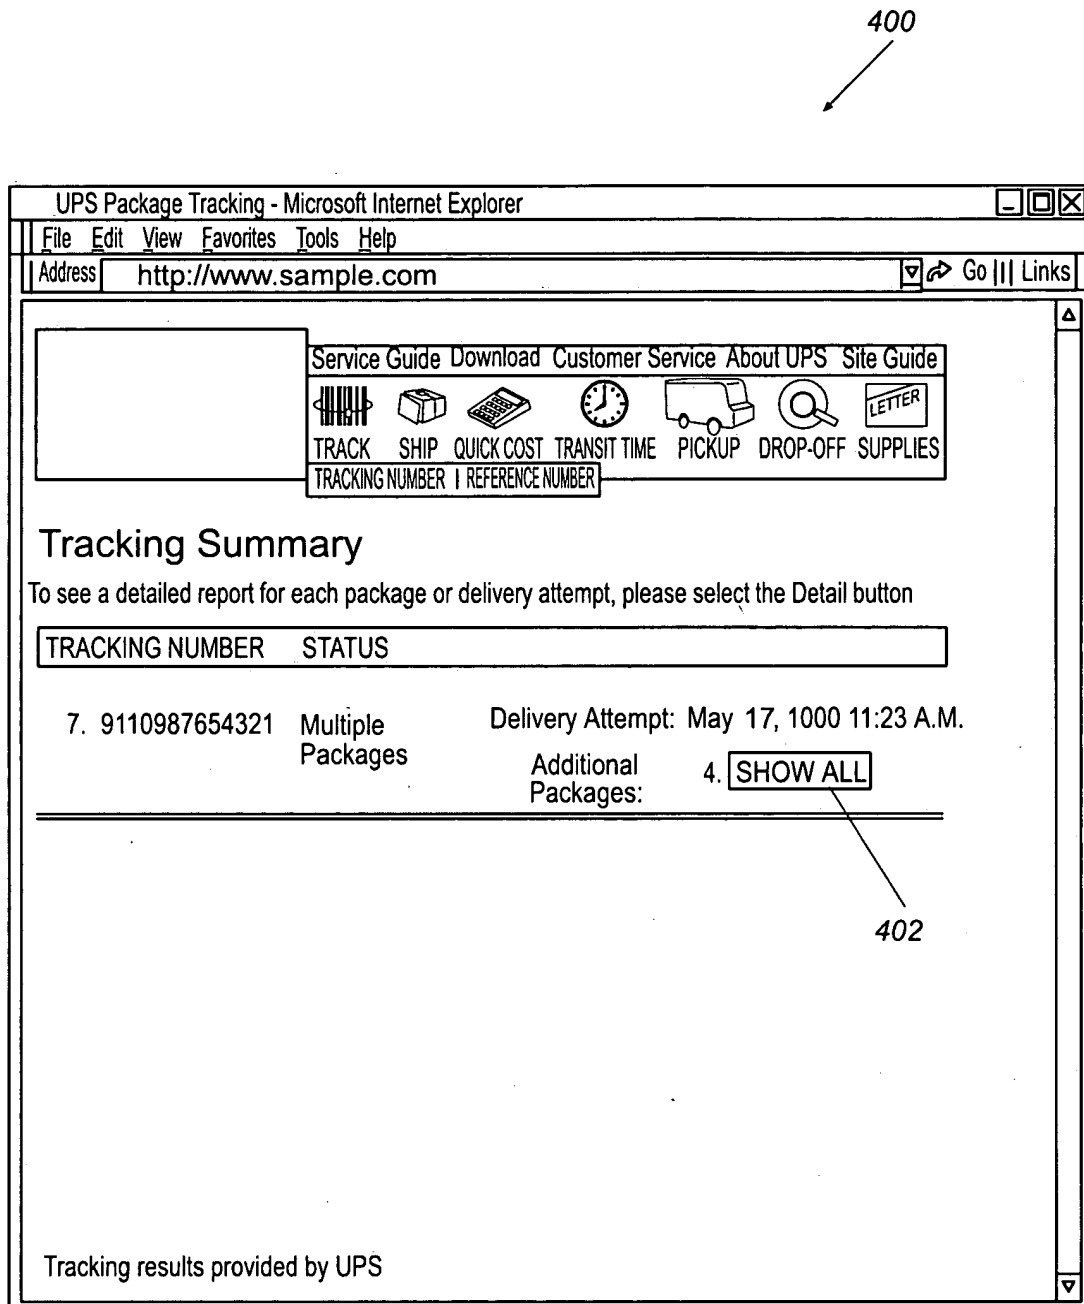 400
UPS Package Tracking - Microsoft Internet Explorer
File Edit View Favorites Tools Help
Address http://www.sample.com Go Links
Service Guide Download Customer Service About UPS Site Guide
LETTER
TRACK SHIP QUICK COST TRANSIT TIME PICKUP DROP-OFF SUPPLIES
TRACKING NUMBER | REFERENCE NUMBER
Tracking Summary
To see a detailed report for each package or delivery attempt, please select the Detail button
TRACKING NUMBER STATUS
7. 9110987654321 Multiple Packages Delivery Attempt: May 17, 1000 11:23 A.M.
Additional Packages: 4. SHOW ALL
402
Tracking results provided by UPS